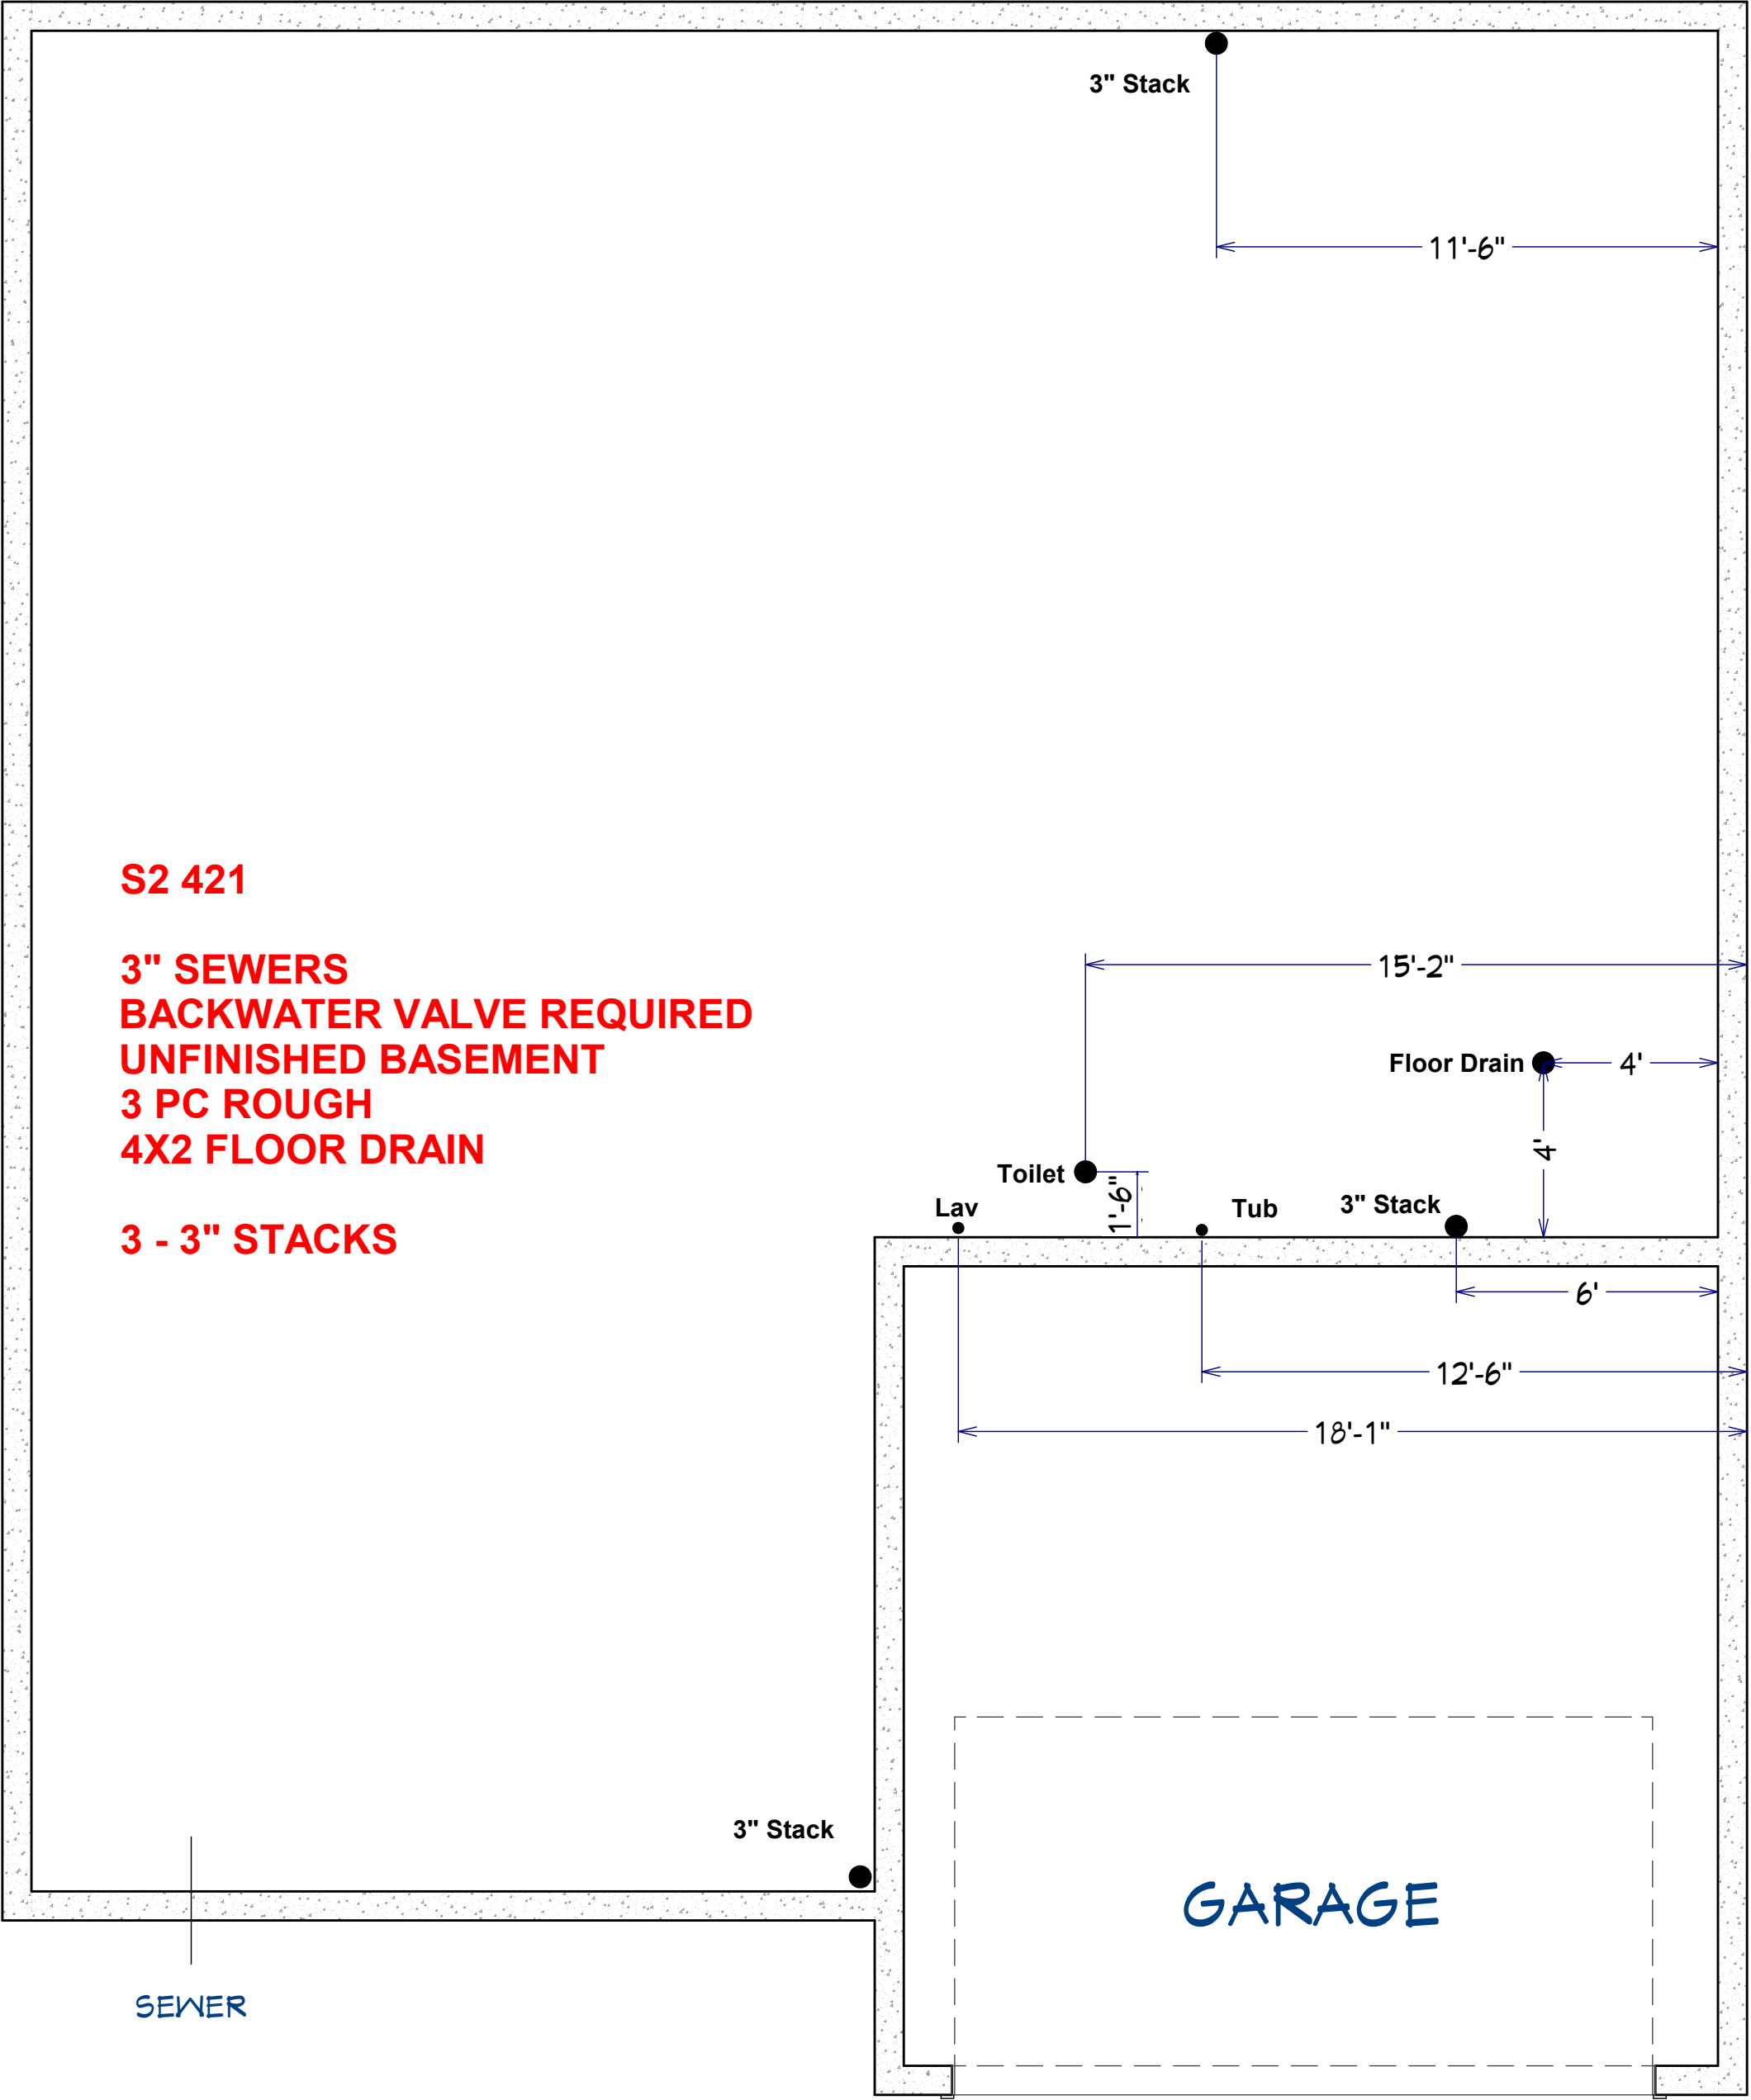 3" Stack
11'-6"
S2 421
3" SEWERS
BACKWATER VALVE REQUIRED
UNFINISHED BASEMENT
3 PC ROUGH
4X2 FLOOR DRAIN
3 - 3" STACKS
15'-2"
Floor Drain
4'
4'
Toilet
1'-6"
Lav
Tub
3" Stack
6'
12'-6"
18'-1"
3" Stack
GARAGE
SEWER